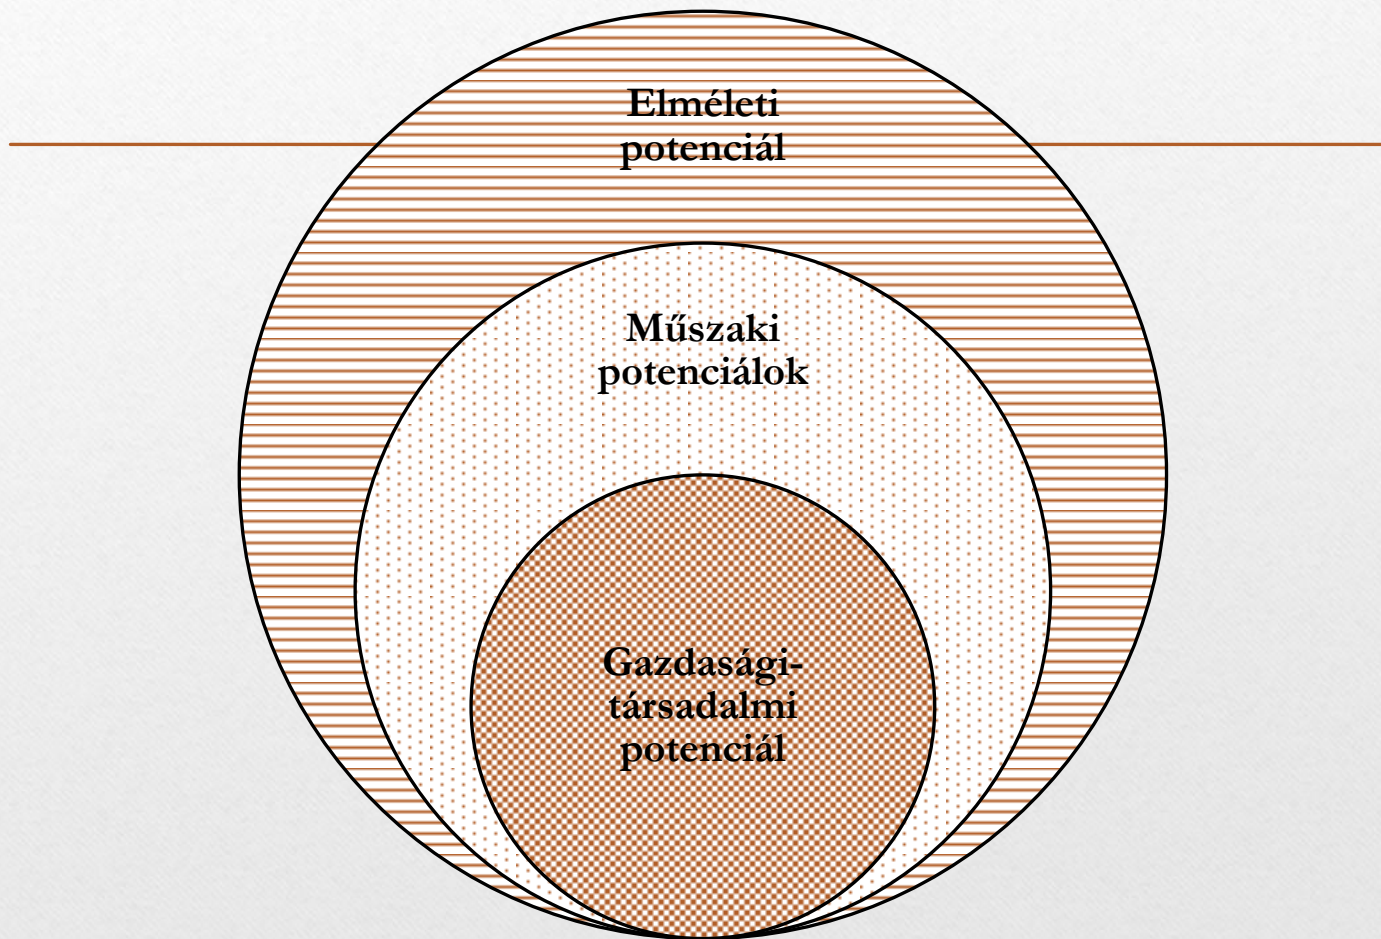 Elméleti
potenciál
Műszaki
potenciálok
Gazdasági-
társadalmi
potenciál